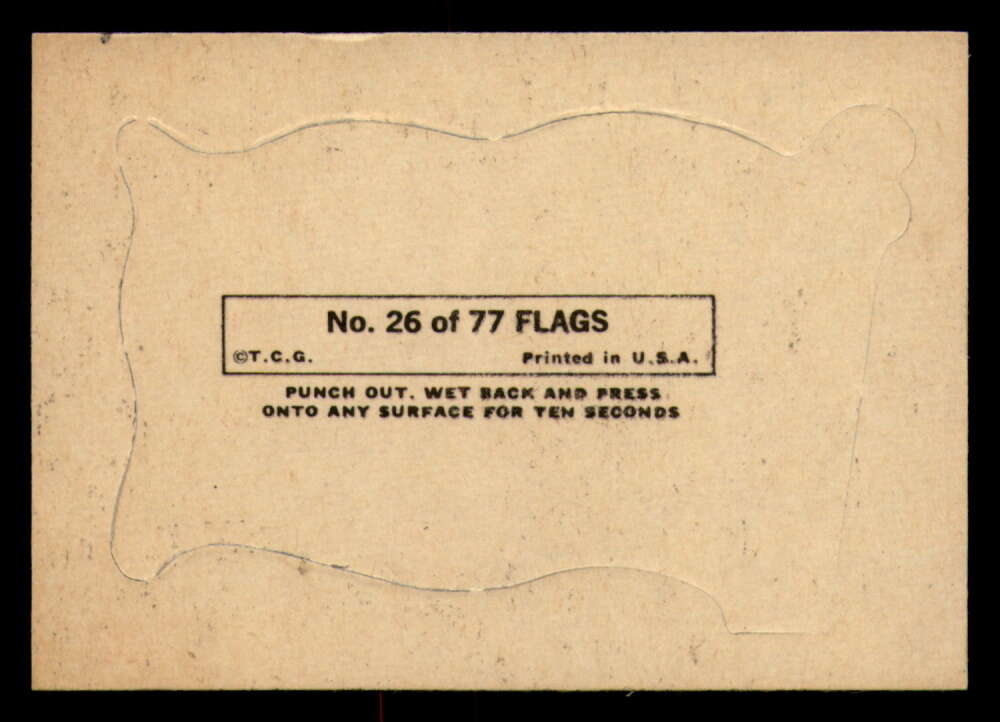 No. 26 of 77 FLAGS
©T.C.G. Printed in U.S.A.
PUNCH OUT. WET BACK AND PRESS
ONTO ANY SURFACE FOR TEN SECONDS